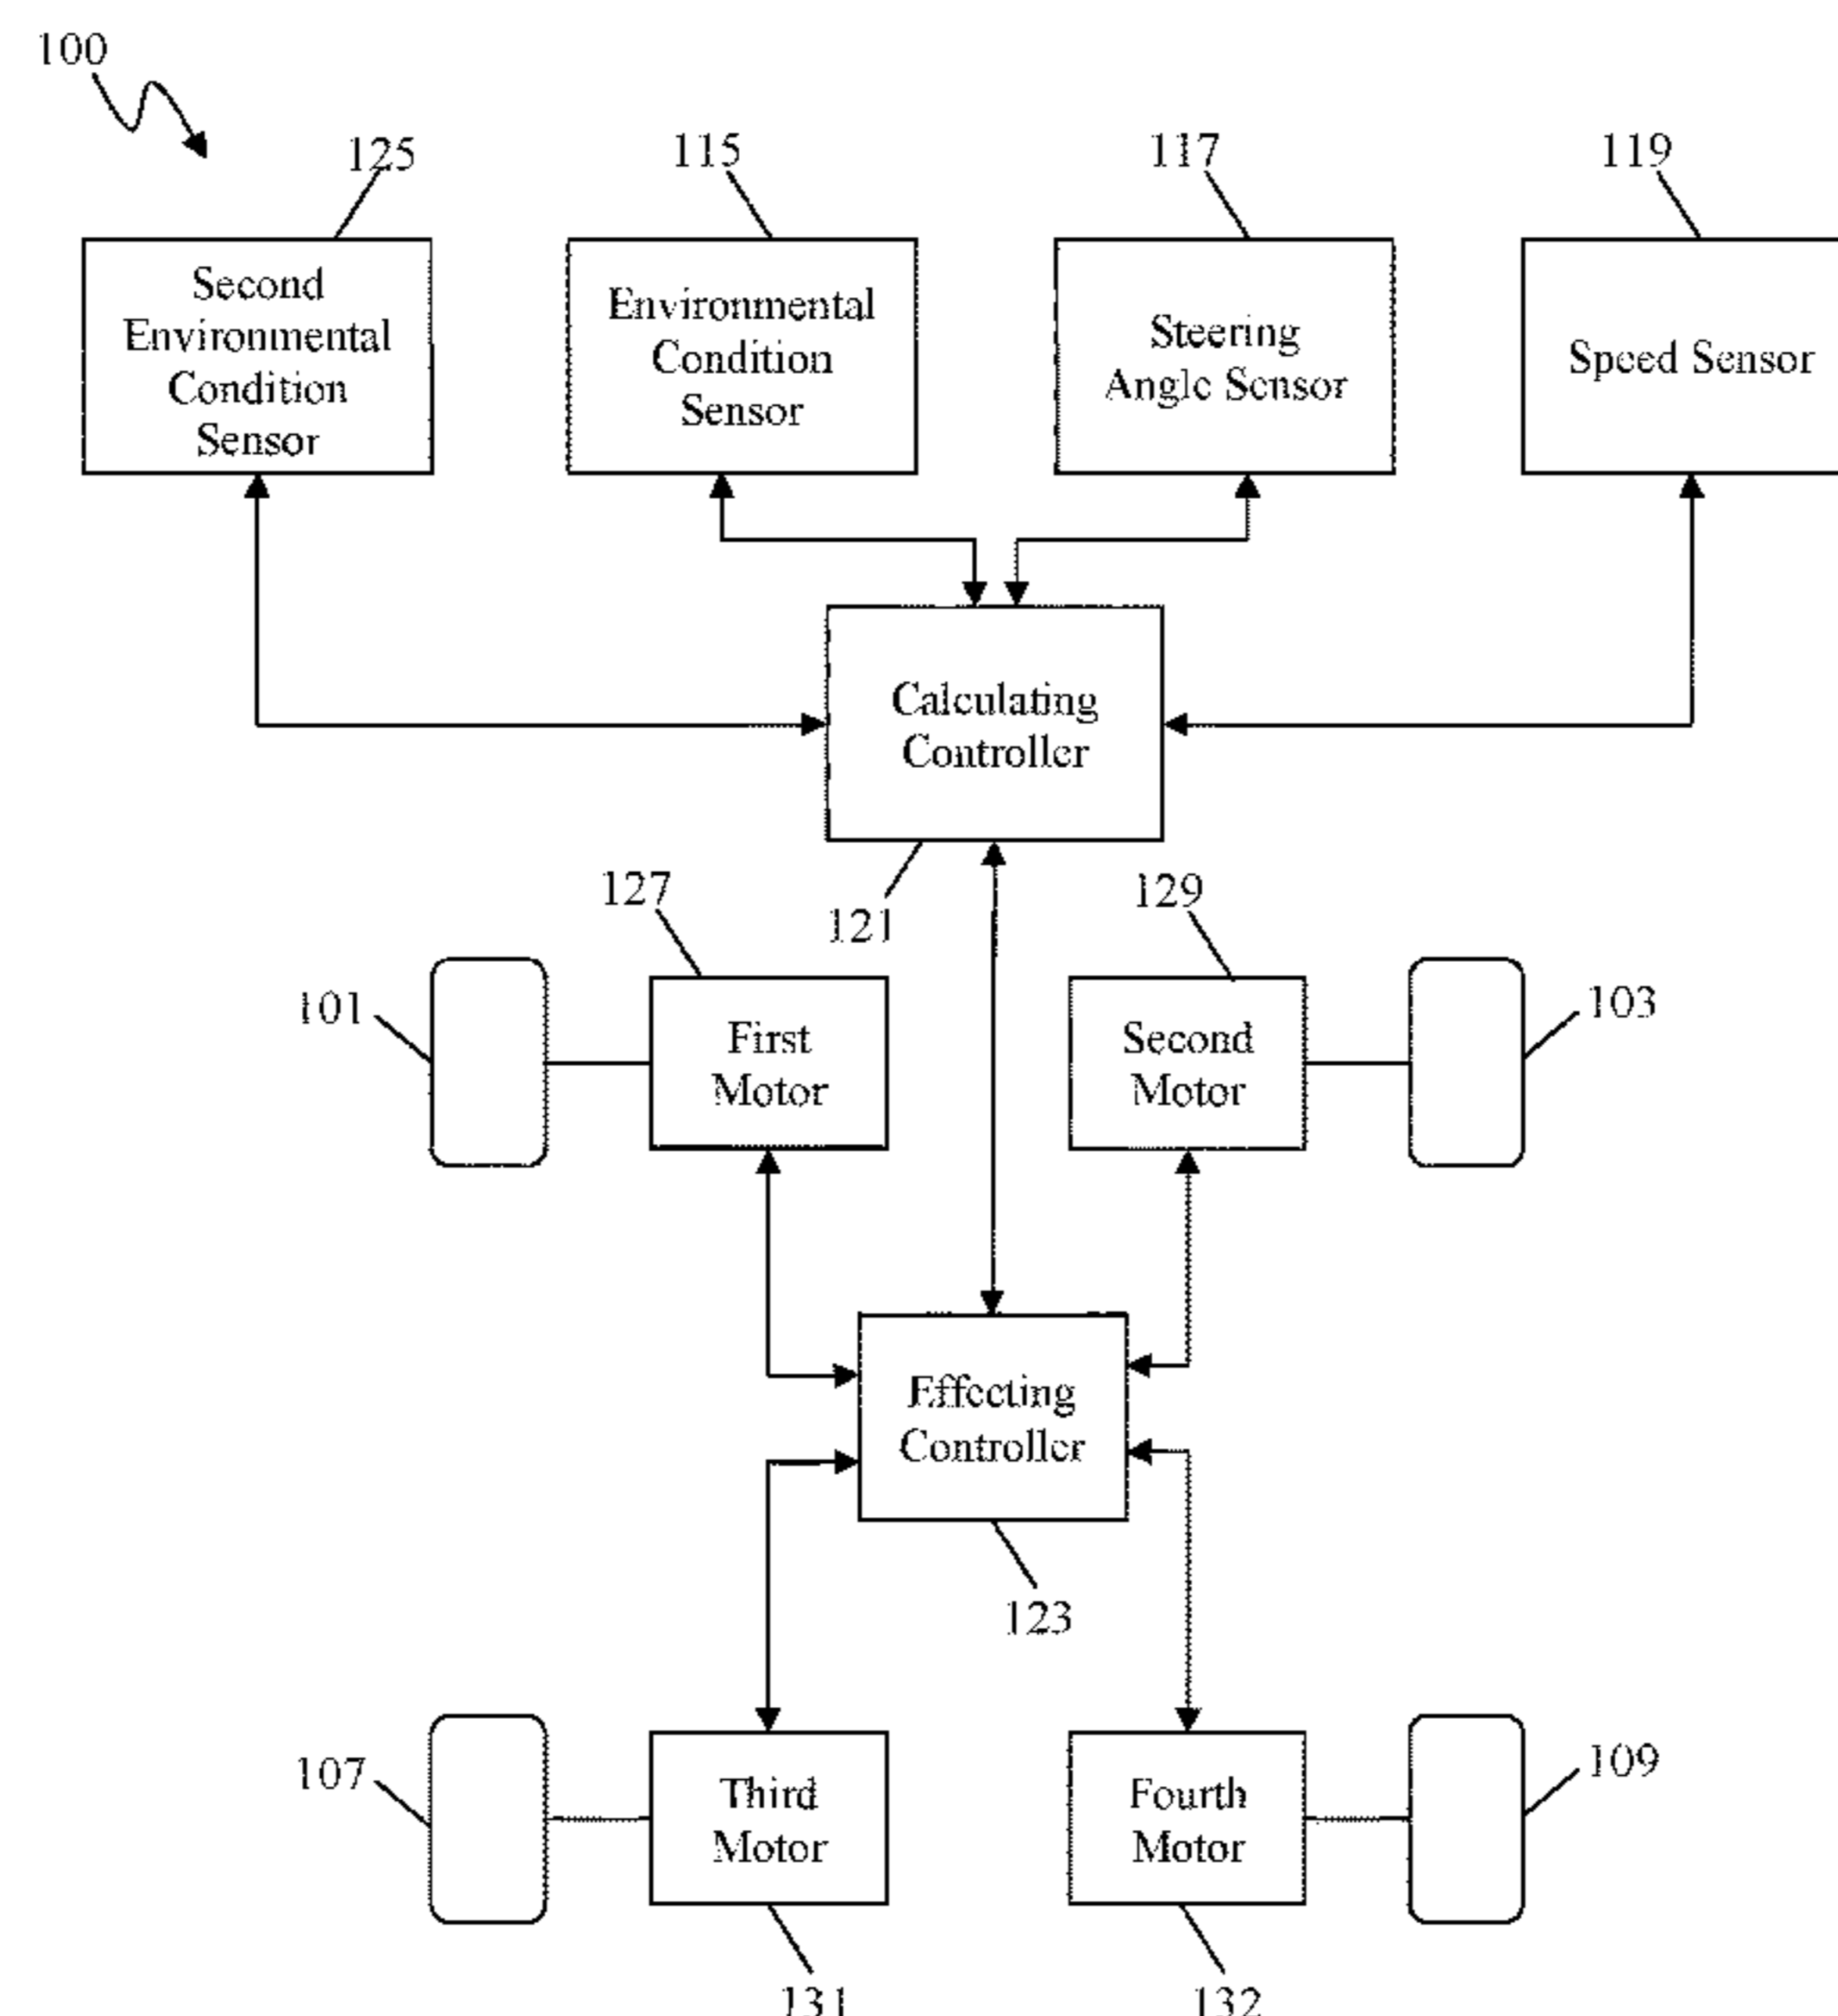 100
125
115
117
119
Second
Environmental
Condition
Sensor
Environmental
Condition
Sensor
Steering
Angle Sensor
Speed Sensor
Calculating
Controller
121
127
129
101
First
Motor
Second
Motor
103
Effecting
Controller
123
107
Third
Motor
Fourth
Motor
109
131
132